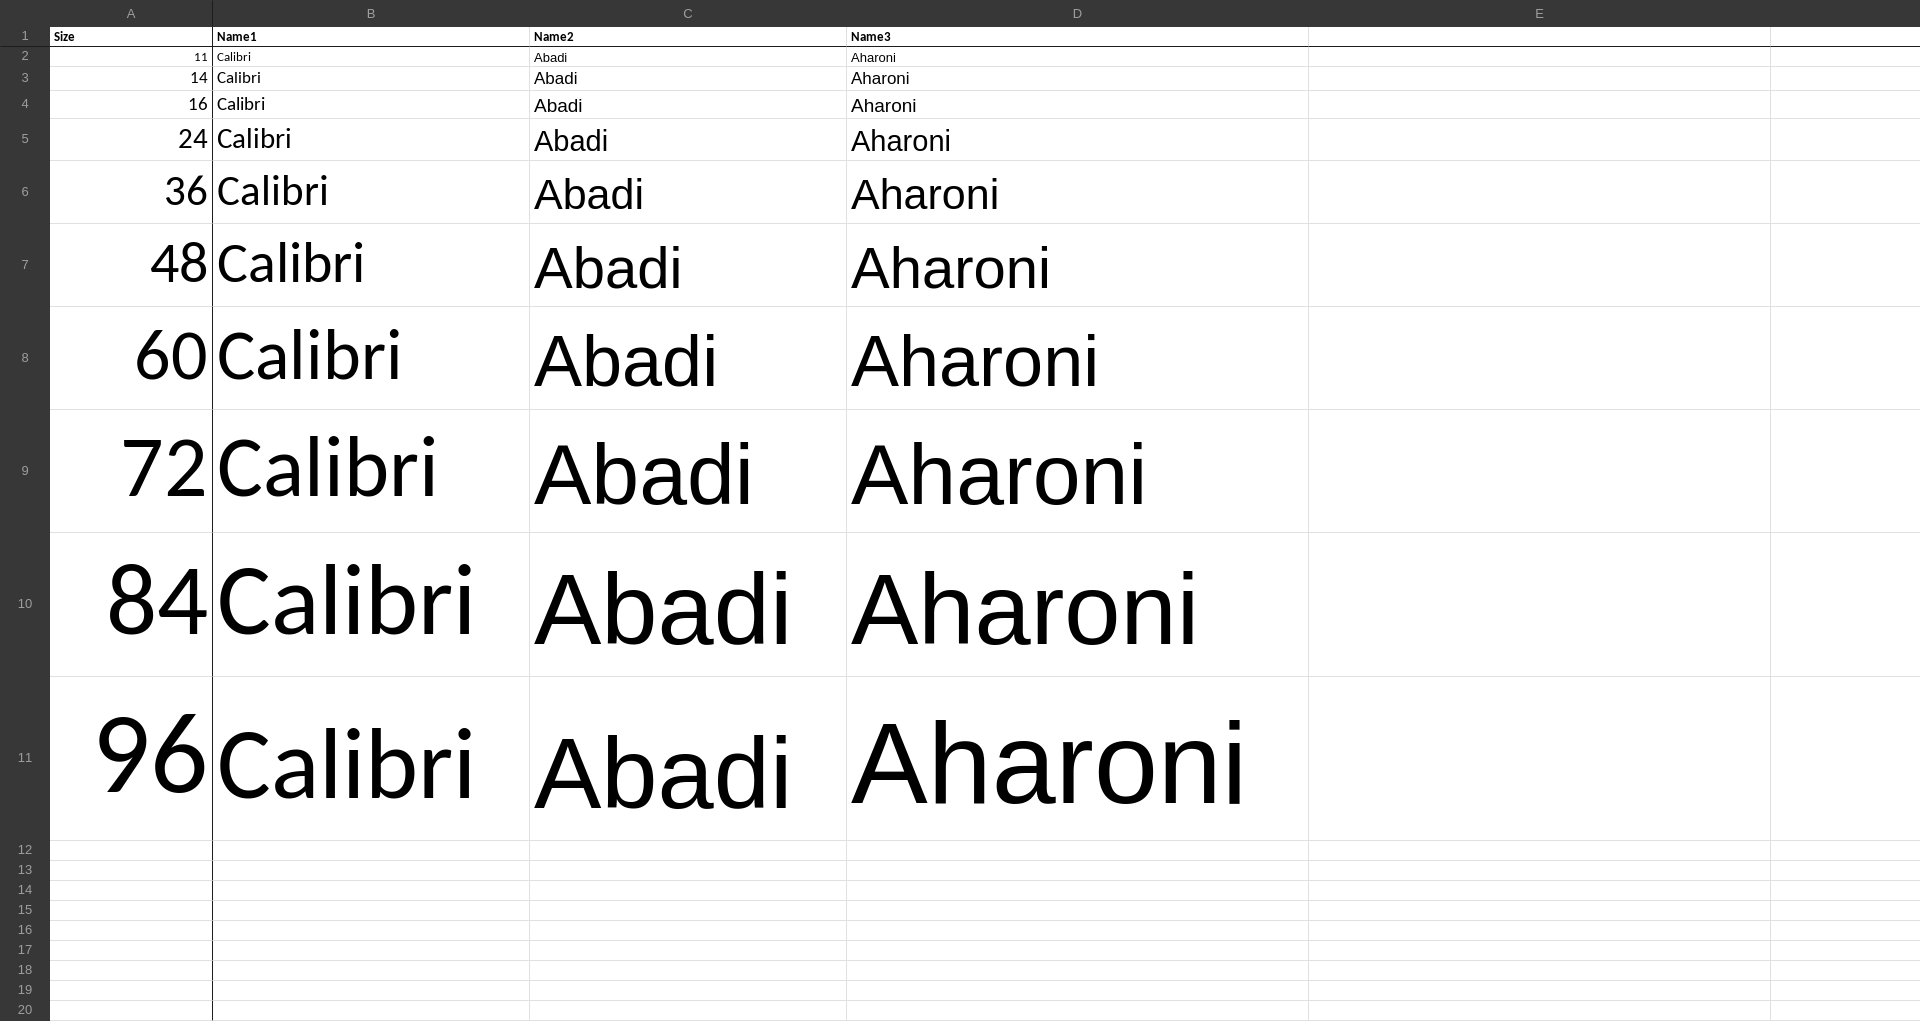 A B C D E
1 Size Name1 Name2 Name3
2 11 Calibri Abadi Aharoni
3 14 Calibri Abadi Aharoni
4 16 Calibri Abadi Aharoni
5 24 Calibri Abadi Aharoni
6 36 Calibri Abadi Aharoni
7 48 Calibri Abadi Aharoni
8 60 Calibri Abadi Aharoni
9 72 Calibri Abadi Aharoni
10 84 Calibri Abadi Aharoni
11 96 Calibri Abadi Aharoni
12
13
14
15
16
17
18
19
20